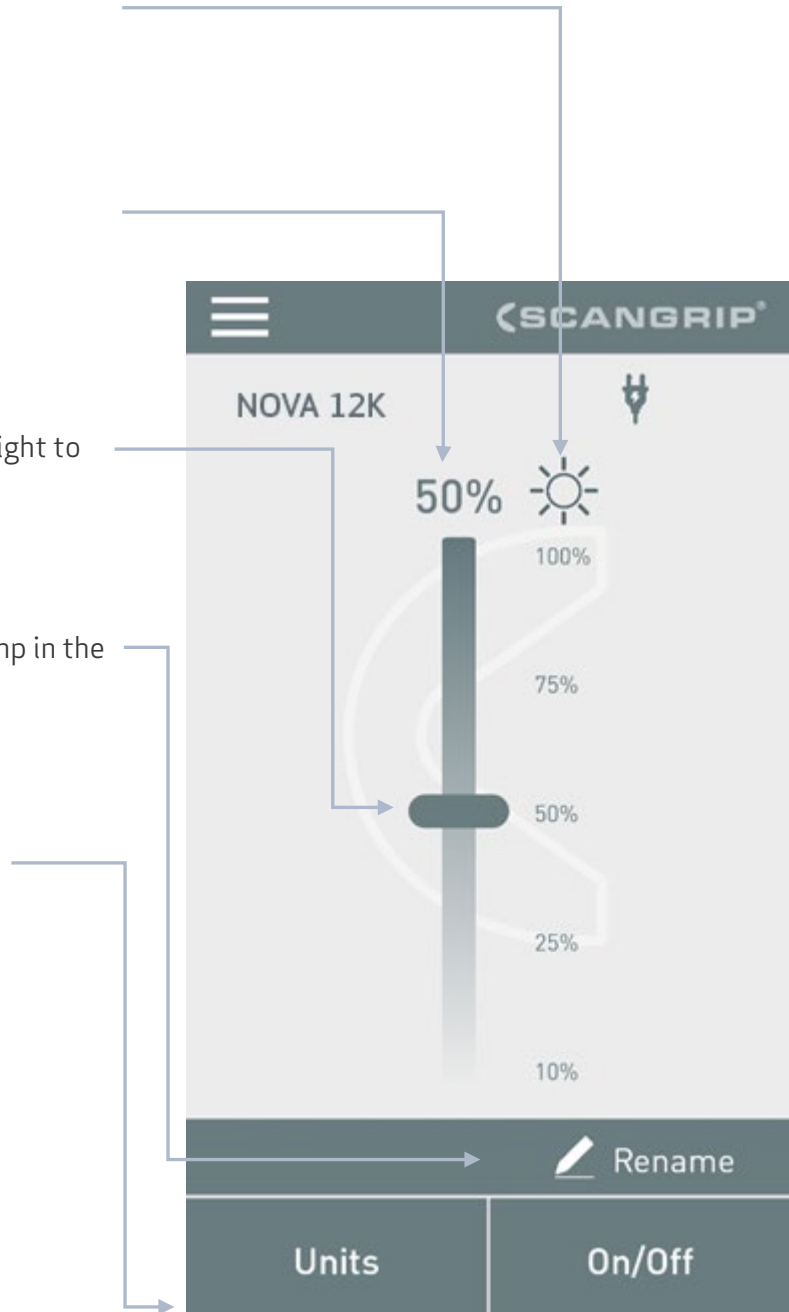 SCANGRIP®
NOVA 12K
ight to
50%
100%
np in the
75%
50%
25%
10%
Rename
Units
On/Off